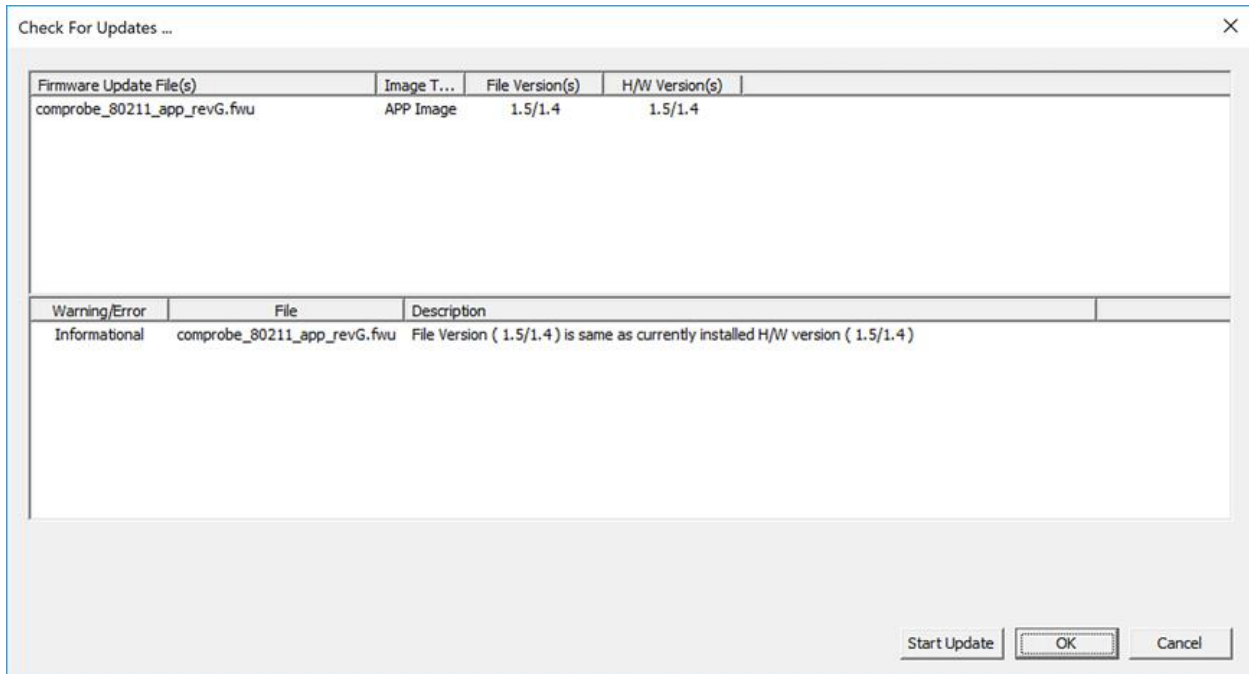 Check For Updates ...
Firmware Update File(s) Image T... File Version(s) H/W Version(s)
comprobe_80211_app_revG.fwu APP Image 1.5/1.4 1.5/1.4
Warning/Error File Description
Informational comprobe_80211_app_revG.fwu File Version ( 1.5/1.4 ) is same as currently installed H/W version ( 1.5/1.4 )
Start Update OK Cancel